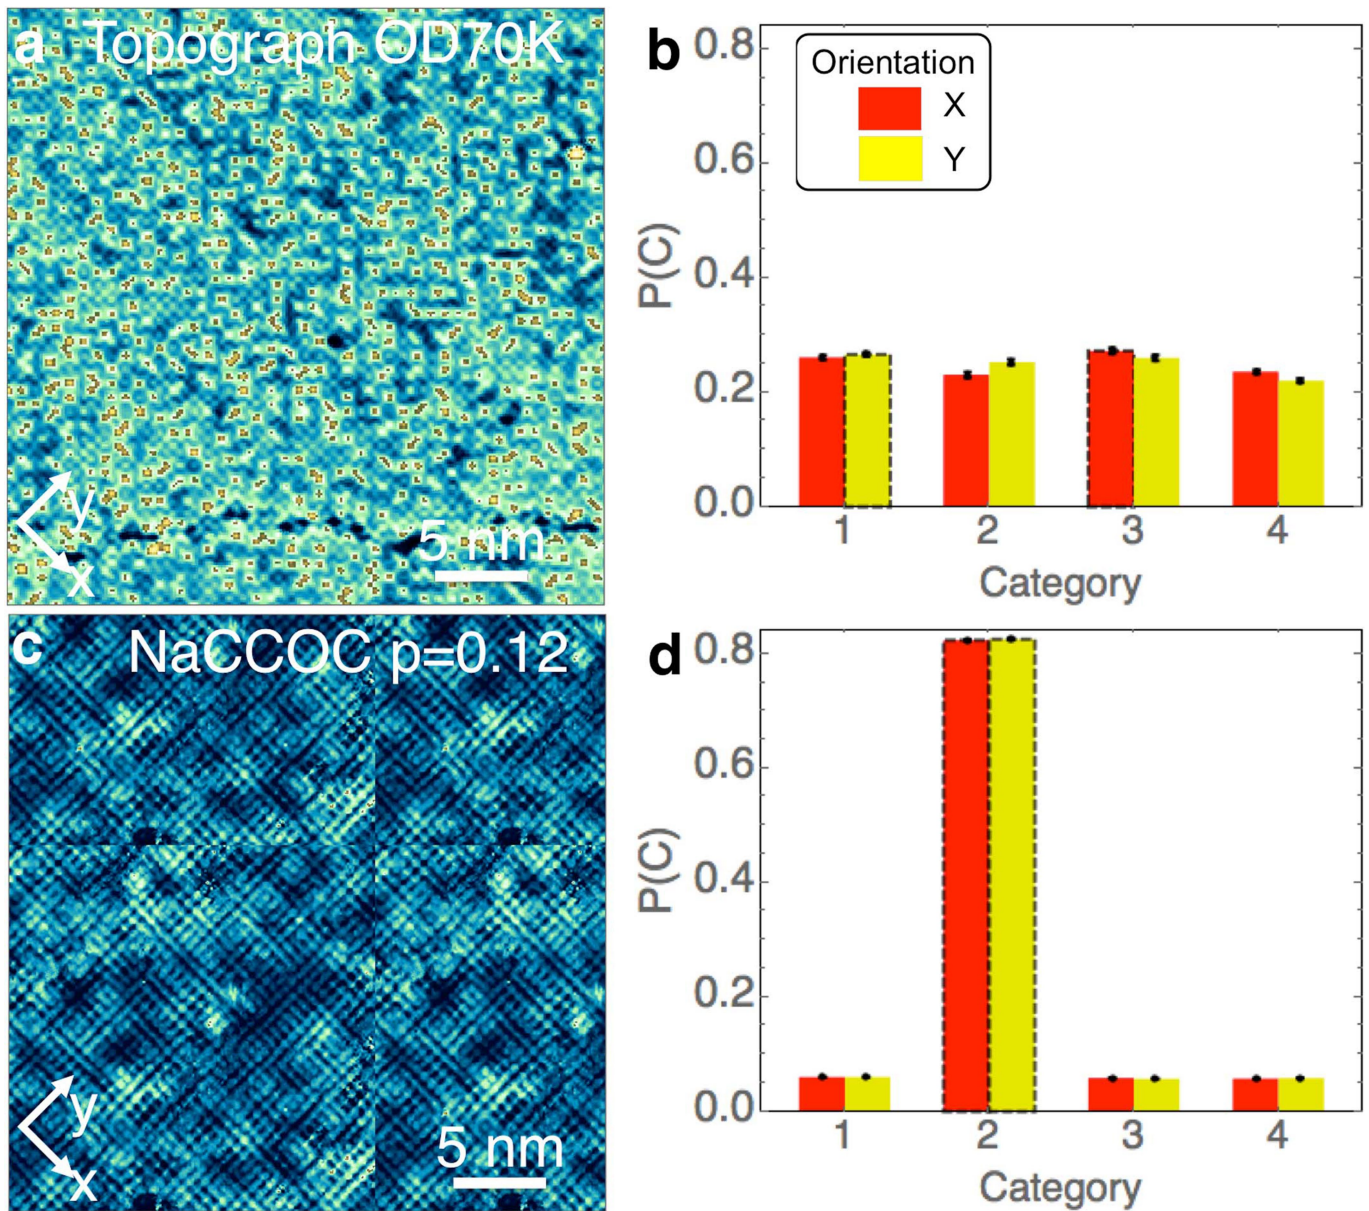 a Topograph OD70K
y
x
5 nm
b
Orientation
X
Y
P(C)
0.8
0.6
0.4
0.2
0.0
1 2 3 4
Category
c NaCCOC p=0.12
y
x
5 nm
d
P(C)
0.8
0.6
0.4
0.2
0.0
1 2 3 4
Category